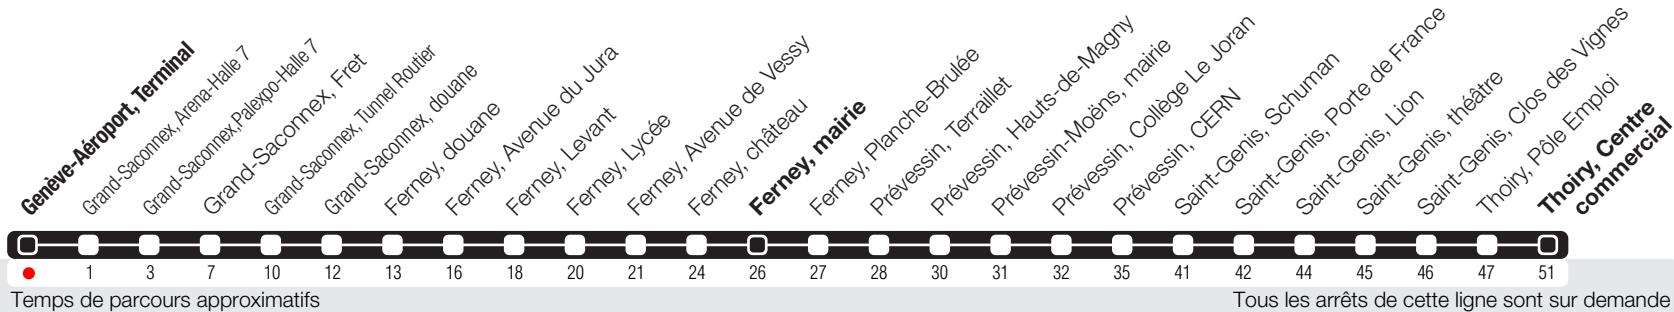 Genève-Aéroport, Terminal
Grand-Saconnex, Arena-Halle 7
Grand-Saconnex,Palexpo-Halle 7
Grand-Saconnex, Fret
Grand-Saconnex, Tunnel Routier
Grand-Saconnex, douane
Ferney, douane
Ferney, Avenue du Jura
Ferney, Levant
Ferney, Lycée
Ferney, Avenue de Vessy
Ferney, château
Ferney, mairie
Ferney, Planche-Brulée
Prévessin, Terraillet
Prévessin, Hauts-de-Magny
Prévessin-Moëns, mairie
Prévessin, Collège Le Joran
Prévessin, CERN
Saint-Genis, Schuman
Saint-Genis, Porte de France
Saint-Genis, Lion
Saint-Genis, théâtre
Saint-Genis, Clos des Vignes
Thoiry, Pôle Emploi
Thoiry, Centre
commercial
1 3 7 10 12 13 16 18 20 21 24 26 27 28 30 31 32 35 41 42 44 45 46 47 51
Temps de parcours approximatifs
Tous les arrêts de cette ligne sont sur demande